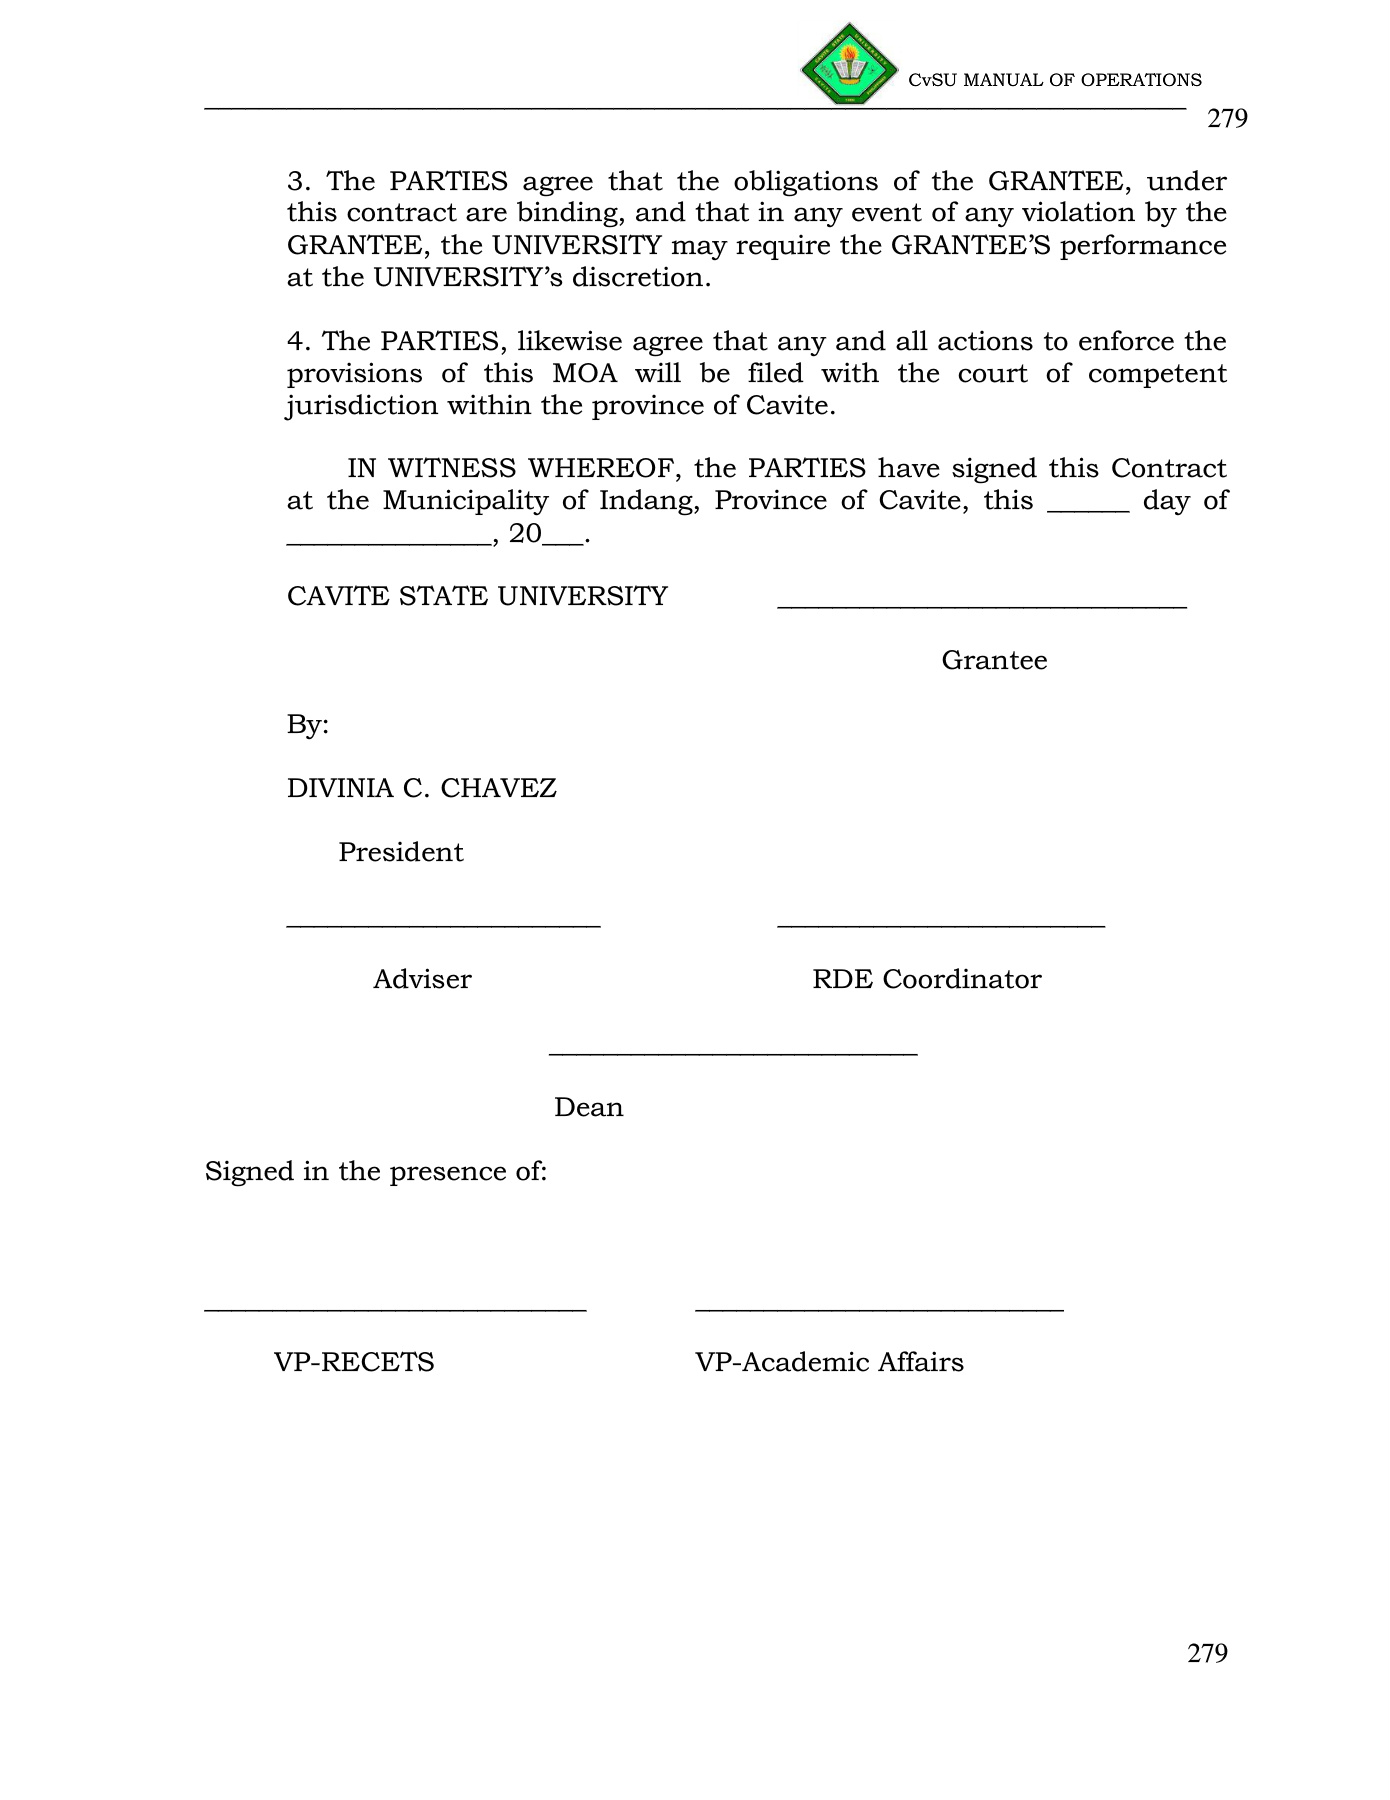 CvSU MANUAL OF OPERATIONS
279
3. The PARTIES agree that the obligations of the GRANTEE, under
this contract are binding, and that in any event of any violation by the
GRANTEE, the UNIVERSITY may require the GRANTEE’S performance
at the UNIVERSITY’s discretion.
4. The PARTIES, likewise agree that any and all actions to enforce the
provisions of this MOA will be filed with the court of competent
jurisdiction within the province of Cavite.
IN WITNESS WHEREOF, the PARTIES have signed this Contract
at the Municipality of Indang, Province of Cavite, this ______ day of
_______________, 20___.
CAVITE STATE UNIVERSITY ______________________________
Grantee
By:
DIVINIA C. CHAVEZ
President
_______________________ ________________________
Adviser RDE Coordinator
___________________________
Dean
Signed in the presence of:
____________________________ ___________________________
VP-RECETS VP-Academic Affairs
279